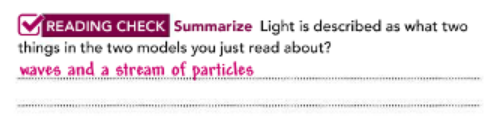 READING CHECK Summarize Light is described as what two
things in the two models you just read about?
waves and a stream of particles